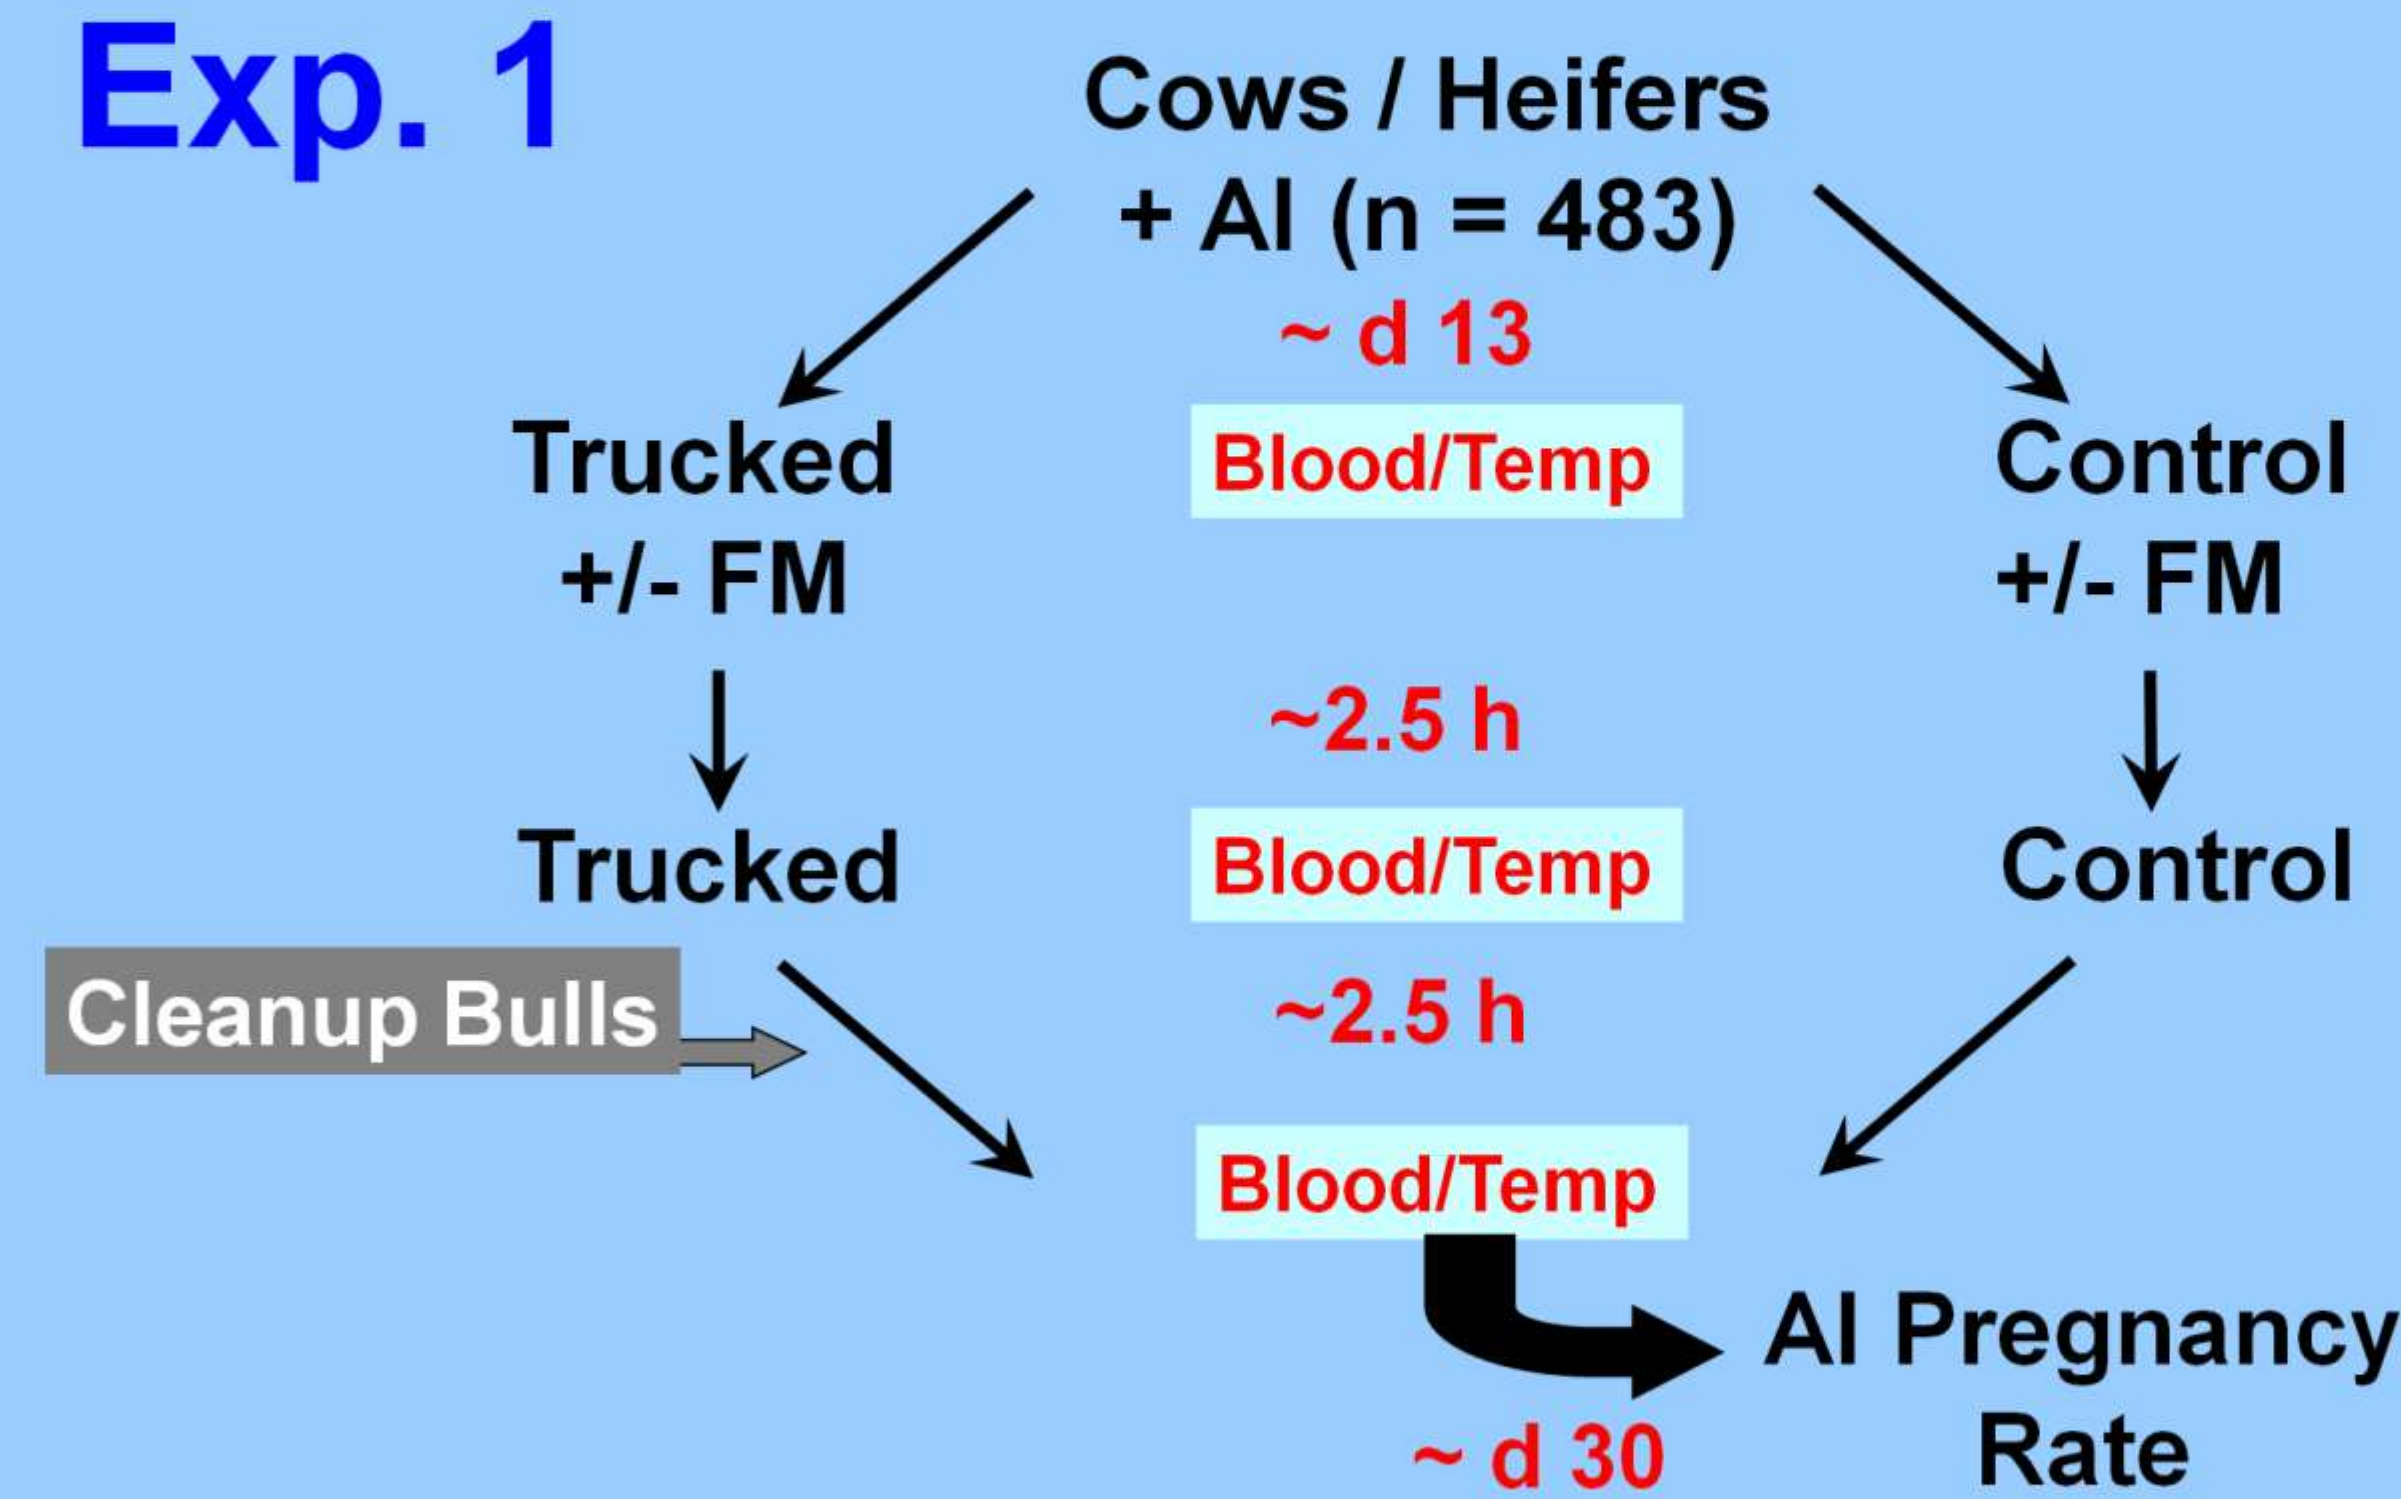 Exp. 1
Cows / Heifers
+ AI (n = 483)
~ d 13
Trucked
+/- FM
Blood/Temp
Control
+/- FM
~2.5 h
Trucked
Blood/Temp
Control
Cleanup Bulls
~2.5 h
Blood/Temp
AI Pregnancy
Rate
~ d 30